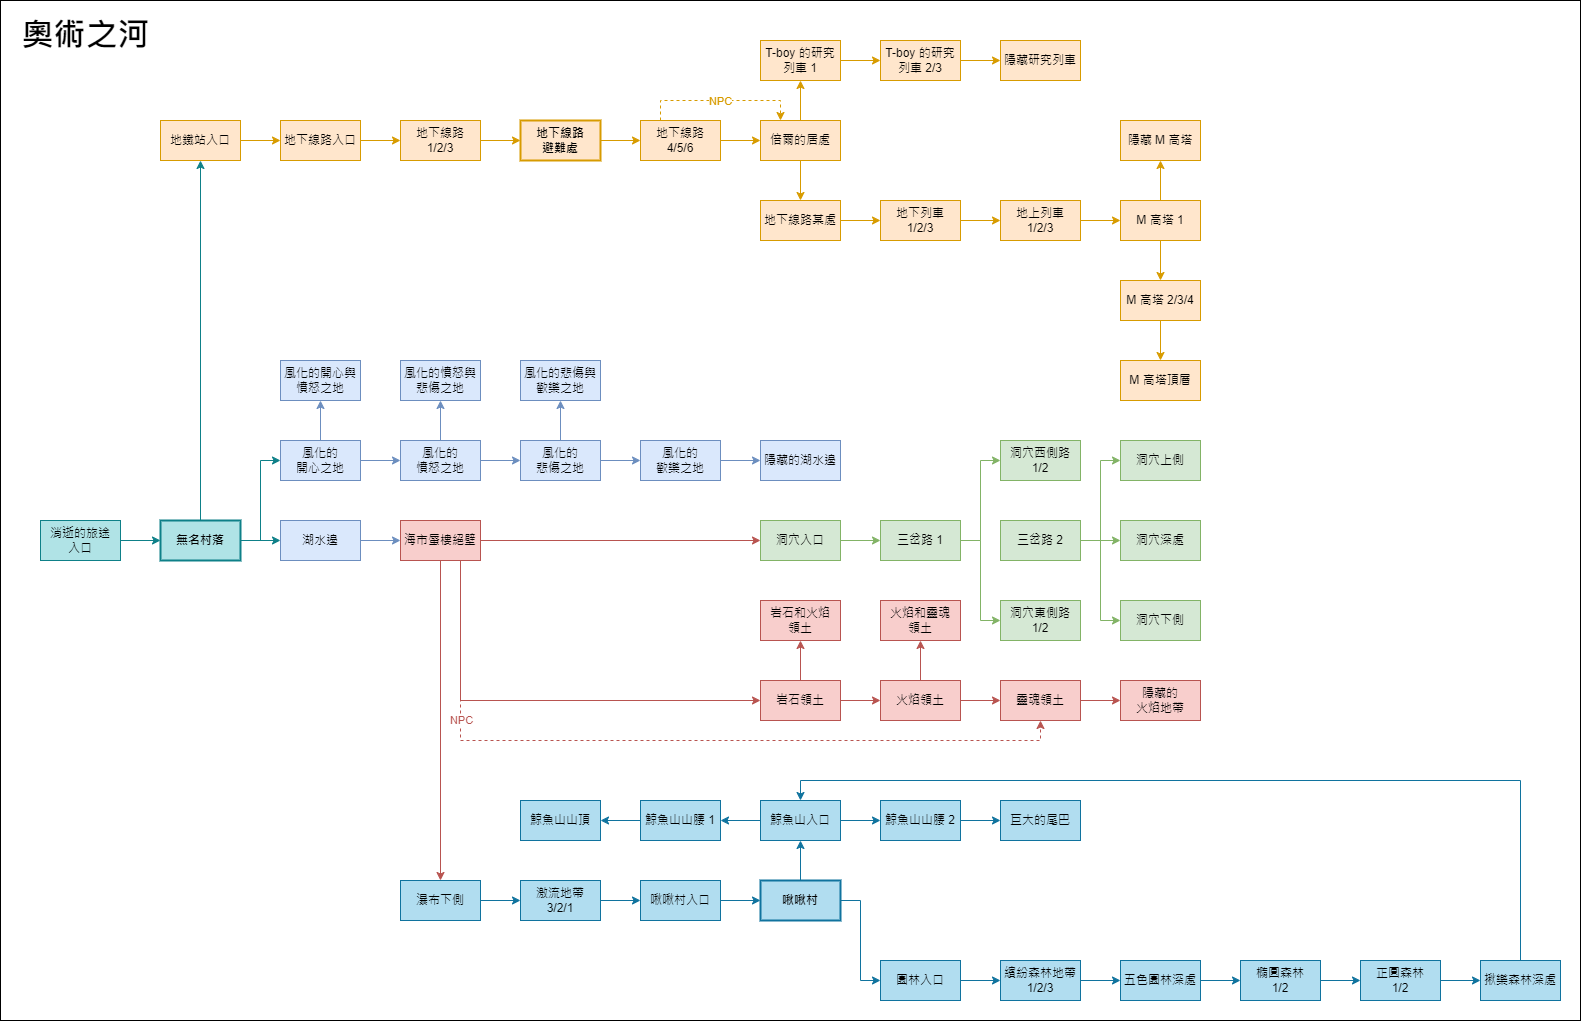 奧術之河
T-boy 的研究
列車 1
T-boy 的研究
列車 2/3
隱藏研究列車
NPC
地鐵站入口
地下線路入口
地下線路
1/2/3
地下線路
避難處
地下線路
4/5/6
倍爾的居處
隱藏 M 高塔
地下線路某處
地下列車
1/2/3
地上列車
1/2/3
M 高塔 1
M 高塔 2/3/4
M 高塔頂層
風化的開心與
憤怒之地
風化的憤怒與
悲傷之地
風化的悲傷與
歡樂之地
風化的
開心之地
風化的
憤怒之地
風化的
悲傷之地
風化的
歡樂之地
隱藏的湖水邊
洞穴西側路
1/2
洞穴上側
消逝的旅途
入口
無名村落
湖水邊
海市蜃樓絕壁
洞穴入口
三岔路 1
三岔路 2
洞穴深處
岩石和火焰
領土
火焰和靈魂
領土
洞穴東側路
1/2
洞穴下側
岩石領土
火焰領土
靈魂領土
隱藏的
火焰地帶
NPC
鯨魚山山頂
鯨魚山山腰 1
鯨魚山入口
鯨魚山山腰 2
巨大的尾巴
瀑布下側
激流地帶
3/2/1
啾啾村入口
啾啾村
園林入口
繽紛森林地帶
1/2/3
五色園林深處
橢圓森林
1/2
正圓森林
1/2
揪樂森林深處